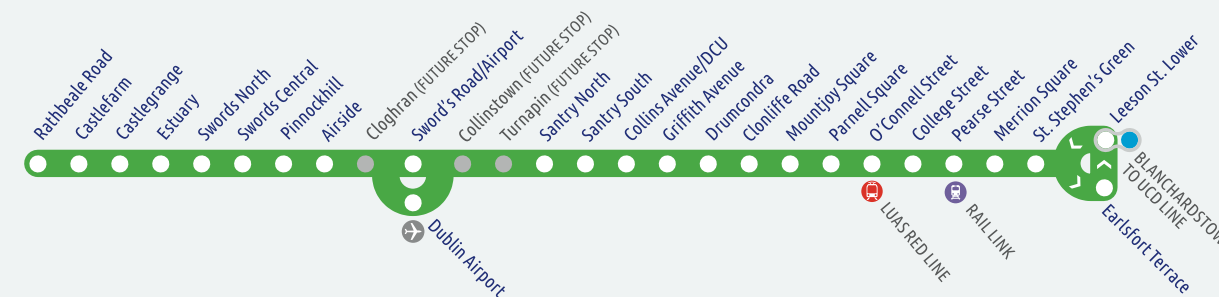 Rathbeale Road
Castlefarm
Castlegrange
Estuary
Swords North
Swords Central
Pinnockhill
Airside
Cloghran (FUTURE STOP)
Sword's Road/Airport
Collinstown (FUTURE STOP)
Turnapin (FUTURE STOP)
Santry North
Santry South
Collins Avenue/DCU
Griffith Avenue
Drumcondra
Clonliffe Road
Mountjoy Square
Parnell Square
O'Connell Street
College Street
Pearse Street
Merrion Square
St. Stephen's Green
Leeson St. Lower
BLANCHARDSTOW
TO UCD LINE
Earlsfort Terrace
Dublin Airport
LUAS RED LINE
RAIL LINK